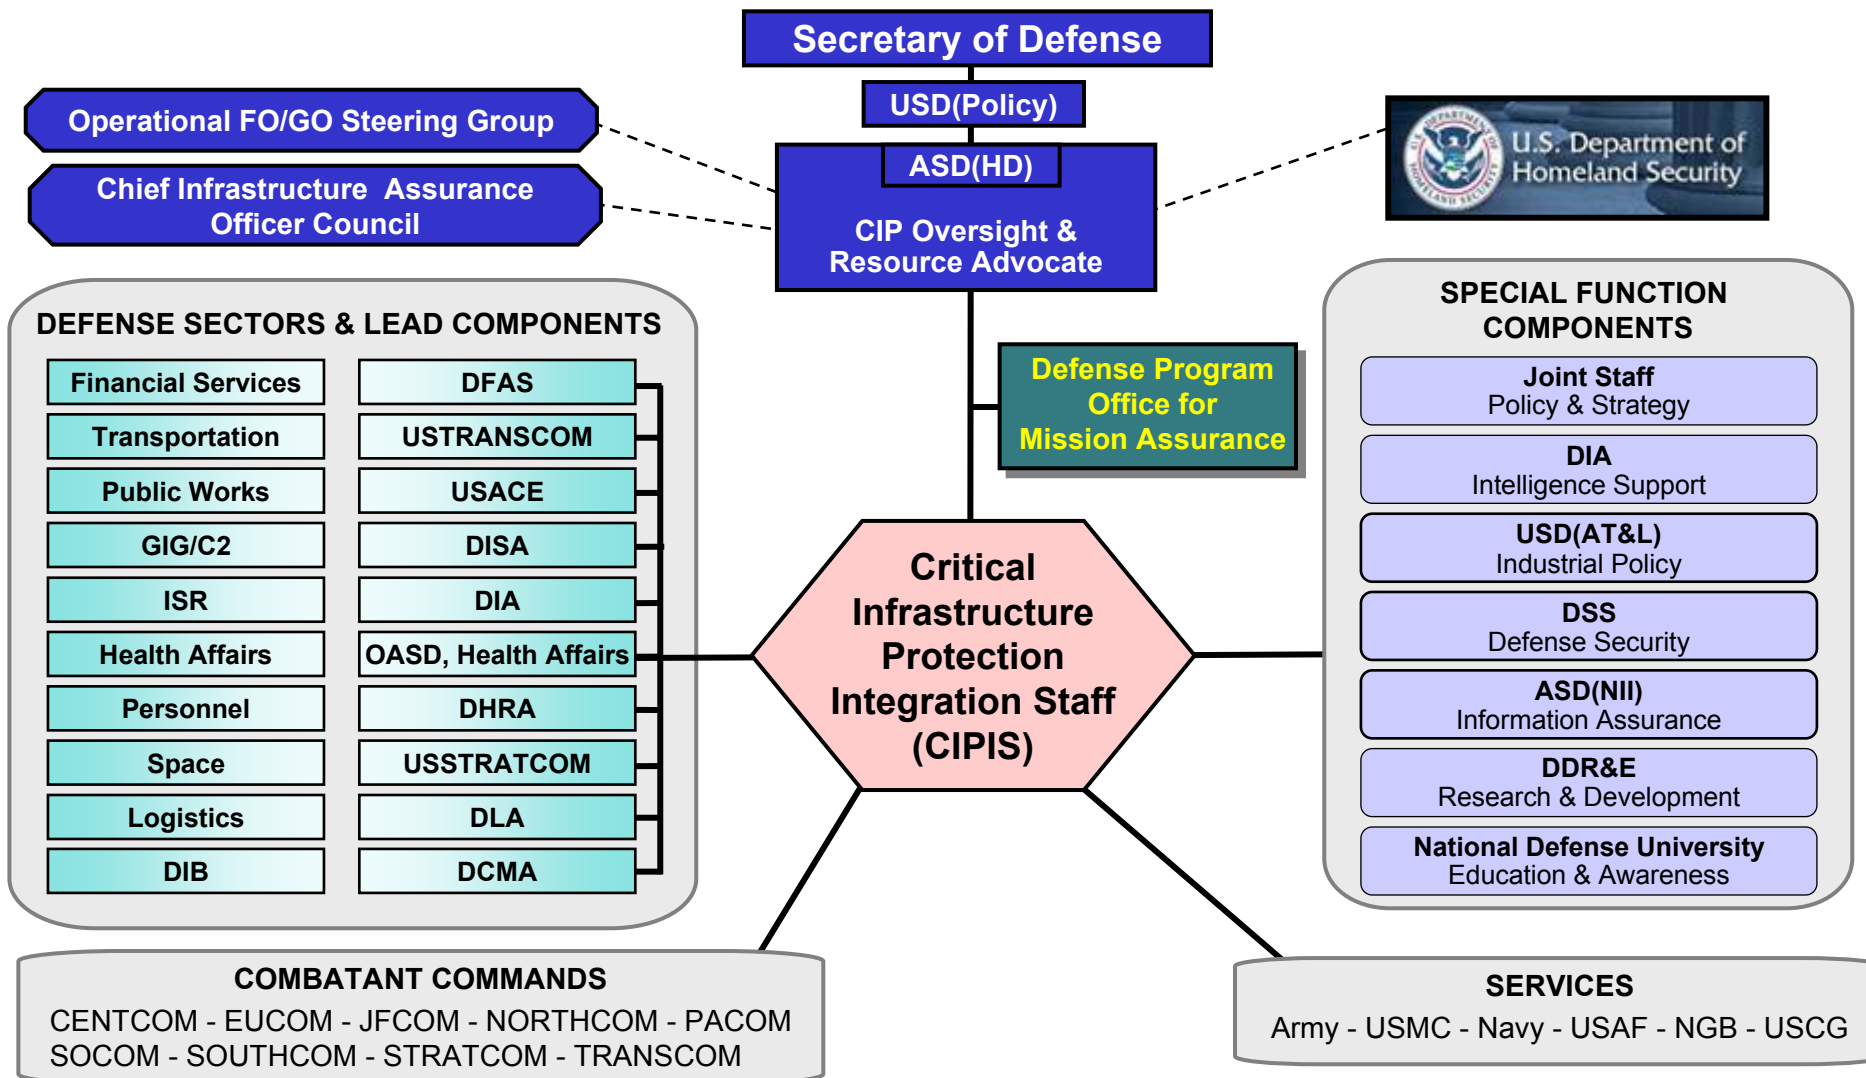 Secretary of Defense
USD(Policy)
Operational FO/GO Steering Group
Chief Infrastructure  Assurance
Officer Council
ASD(HD)
CIP Oversight &
Resource Advocate
U.S. Department of
Homeland Security
DEFENSE SECTORS & LEAD COMPONENTS
Financial Services DFAS
Transportation USTRANSCOM
Public Works USACE
GIG/C2 DISA
ISR DIA
Health Affairs OASD, Health Affairs
Personnel DHRA
Space USSTRATCOM
Logistics DLA
DIB DCMA
Defense Program
Office for
Mission Assurance
Critical
Infrastructure
Protection
Integration Staff
(CIPIS)
SPECIAL FUNCTION
COMPONENTS
Joint Staff
Policy & Strategy
DIA
Intelligence Support
USD(AT&L)
Industrial Policy
DSS
Defense Security
ASD(NII)
Information Assurance
DDR&E
Research & Development
National Defense University
Education & Awareness
COMBATANT COMMANDS
CENTCOM - EUCOM - JFCOM - NORTHCOM - PACOM
SOCOM - SOUTHCOM - STRATCOM - TRANSCOM
SERVICES
Army - USMC - Navy - USAF - NGB - USCG